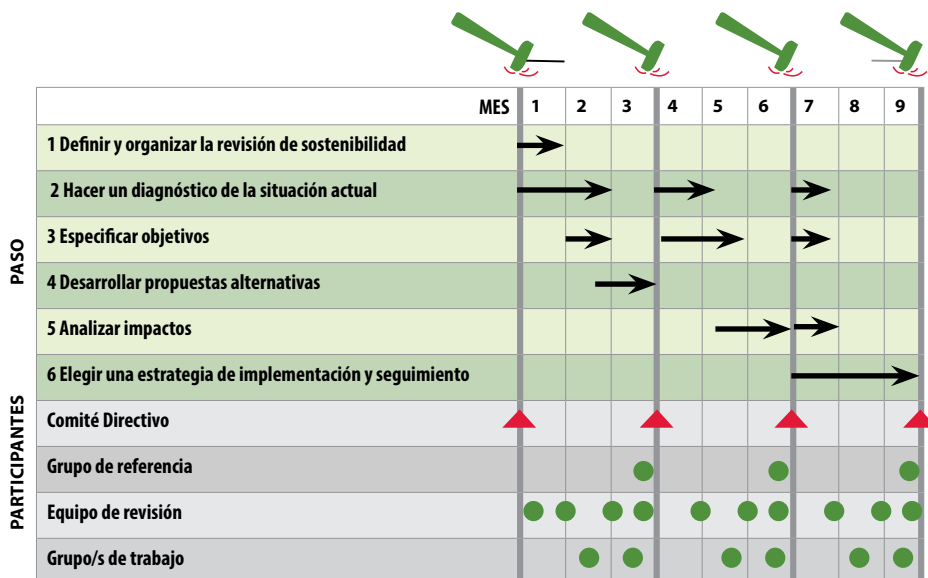 MES 1 2 3 4 5 6 7 8 9
PASO
1 Definir y organizar la revisión de sostenibilidad
2 Hacer un diagnóstico de la situación actual
3 Especificar objetivos
4 Desarrollar propuestas alternativas
5 Analizar impactos
6 Elegir una estrategia de implementación y seguimiento
PARTICIPANTES
Comité Directivo
Grupo de referencia
Equipo de revisión
Grupo/s de trabajo